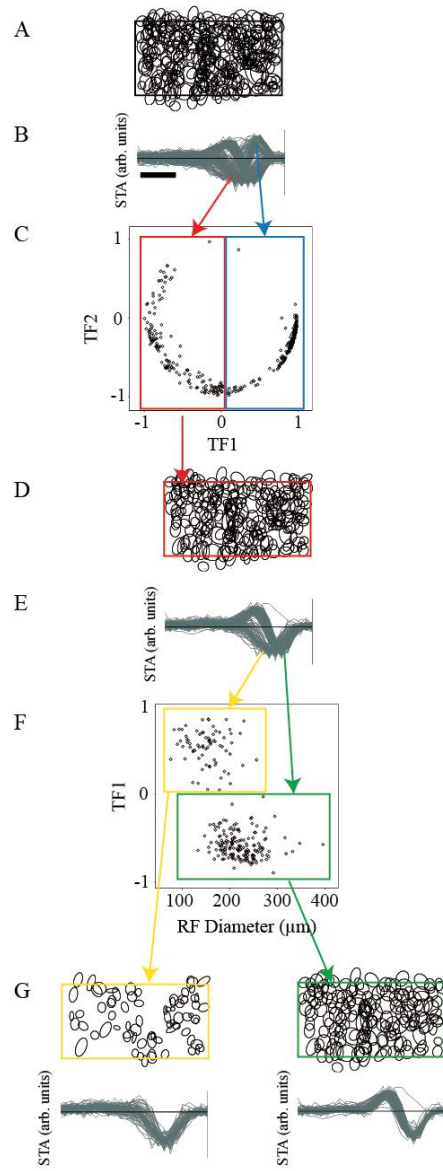 A
B
STA (arb. units)
C
1
TF2
0
-1
-1 0 1
TF1
D
E
STA (arb. units)
F
1
TF1
0
-1
100 200 300 400
RF Diameter (µm)
G
STA (arb. units)
STA (arb. units)